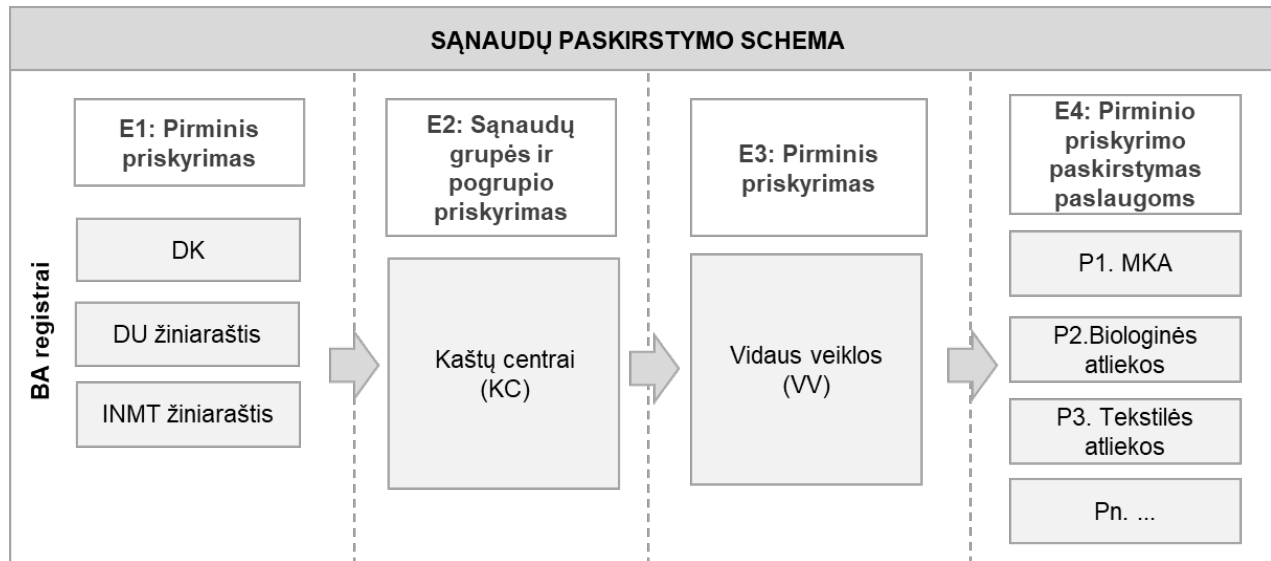 SĄNAUDŲ PASKIRSTYMO SCHEMA
BA registrai
E1: Pirminis
priskyrimas
DK
DU žiniaraštis
INMT žiniaraštis
E2: Sąnaudų
grupės ir
pogrupio
priskyrimas
Kaštų centrai
(KC)
E3: Pirminis
priskyrimas
Vidaus veiklos
(VV)
E4: Pirminio
priskyrimo
paskirstymas
paslaugoms
P1. MKA
P2.Biologinės
atliekos
P3. Tekstilės
atliekos
Pn. ...